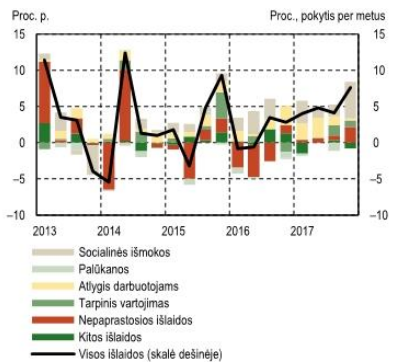 Proc. p. Proc., pokytis per metus
15 15
10 10
5 5
0 0
–5 –5
–10 –10
2013 2014 2015 2016 2017
Socialinės išmokos
Palūkanos
Atlygis darbuotojams
Tarpinis vartojimas
Nepaprastosios išlaidos
Kitos išlaidos
Visos išlaidos (skalė dešinėje)